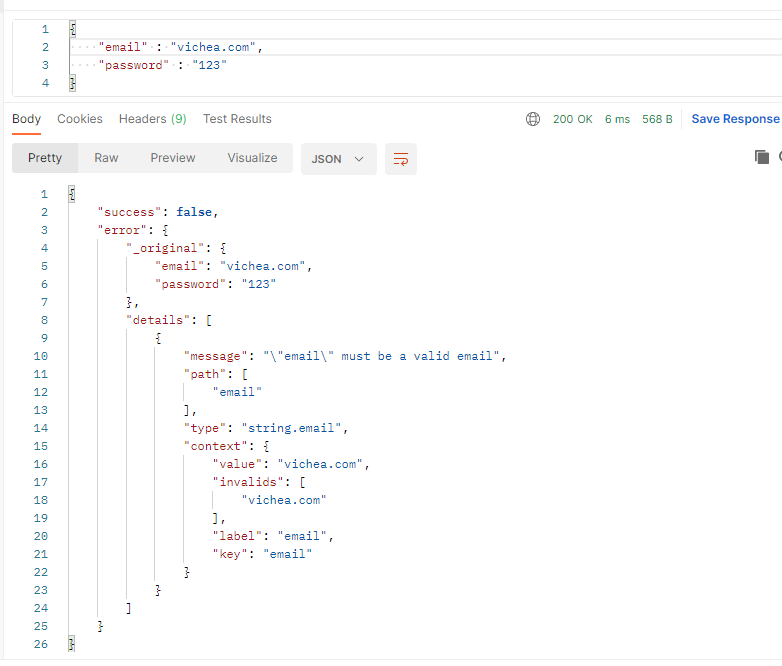 1 {
2 "email" : "vichea.com",
3 "password" : "123"
4 }
Body Cookies Headers (9) Test Results 200 OK 6 ms 568 B Save Response
Pretty Raw Preview Visualize JSON
1 {
2 "success": false,
3 "error": {
4 "_original": {
5 "email": "vichea.com",
6 "password": "123"
7 },
8 "details": [
9 {
10 "message": "\"email\" must be a valid email",
11 "path": [
12 "email"
13 ],
14 "type": "string.email",
15 "context": {
16 "value": "vichea.com",
17 "invalids": [
18 "vichea.com"
19 ],
20 "label": "email",
21 "key": "email"
22 }
23 }
24 ]
25 }
26 }